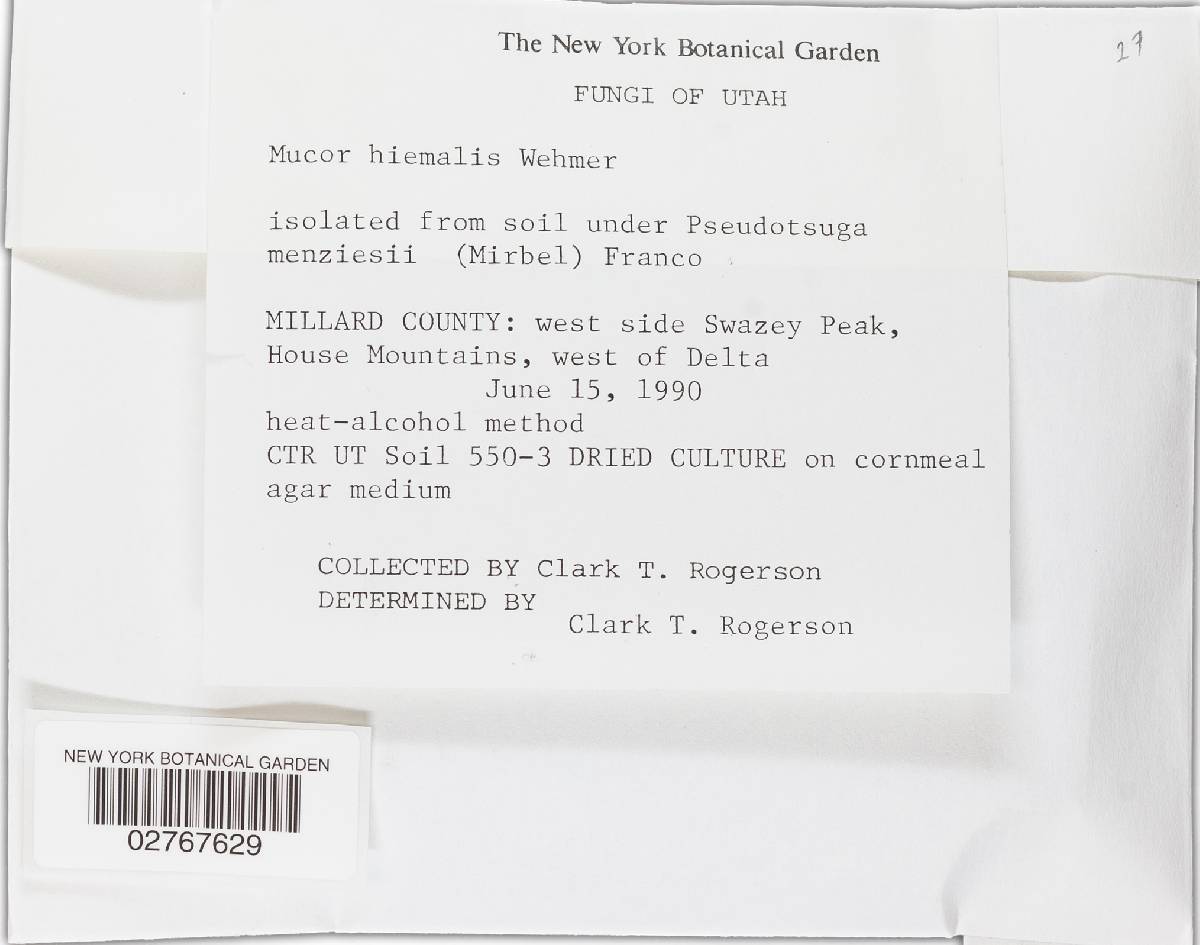 The New York Botanical Garden
27
FUNGI OF UTAH
Mucor hiemalis Wehmer
isolated from soil under Pseudotsuga
menziesii (Mirbel) Franco
MILLARD COUNTY: west side Swazey Peak,
House Mountains, west of Delta
June 15, 1990
heat-alcohol method
CTR UT Soil 550-3 DRIED CULTURE on cornmeal
agar medium
COLLECTED BY Clark T. Rogerson
DETERMINED BY
Clark T. Rogerson
NEW YORK BOTANICAL GARDEN
02767629